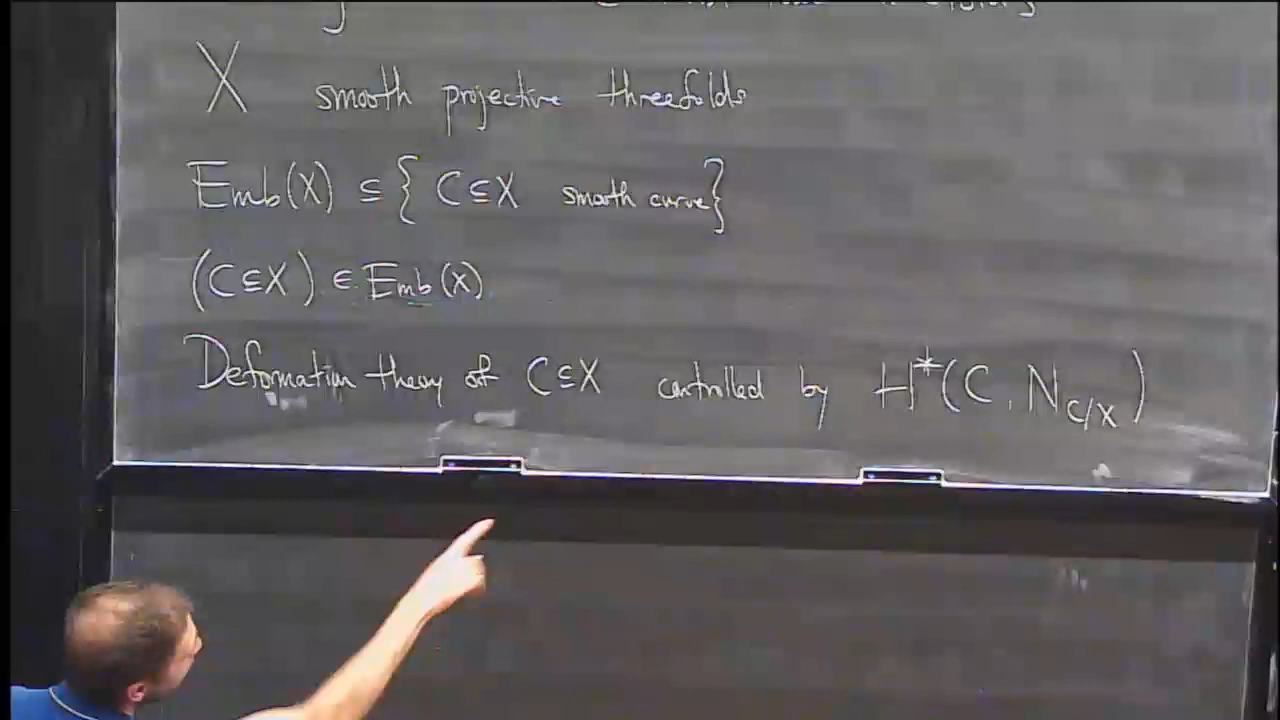 X smooth projective threefolds
Emb(X) ⊆ { C⊆X smooth curve }
(C⊆X) ∈ Emb(X)
Deformation theory of C⊆X controlled by H*(C, N_{C/X})